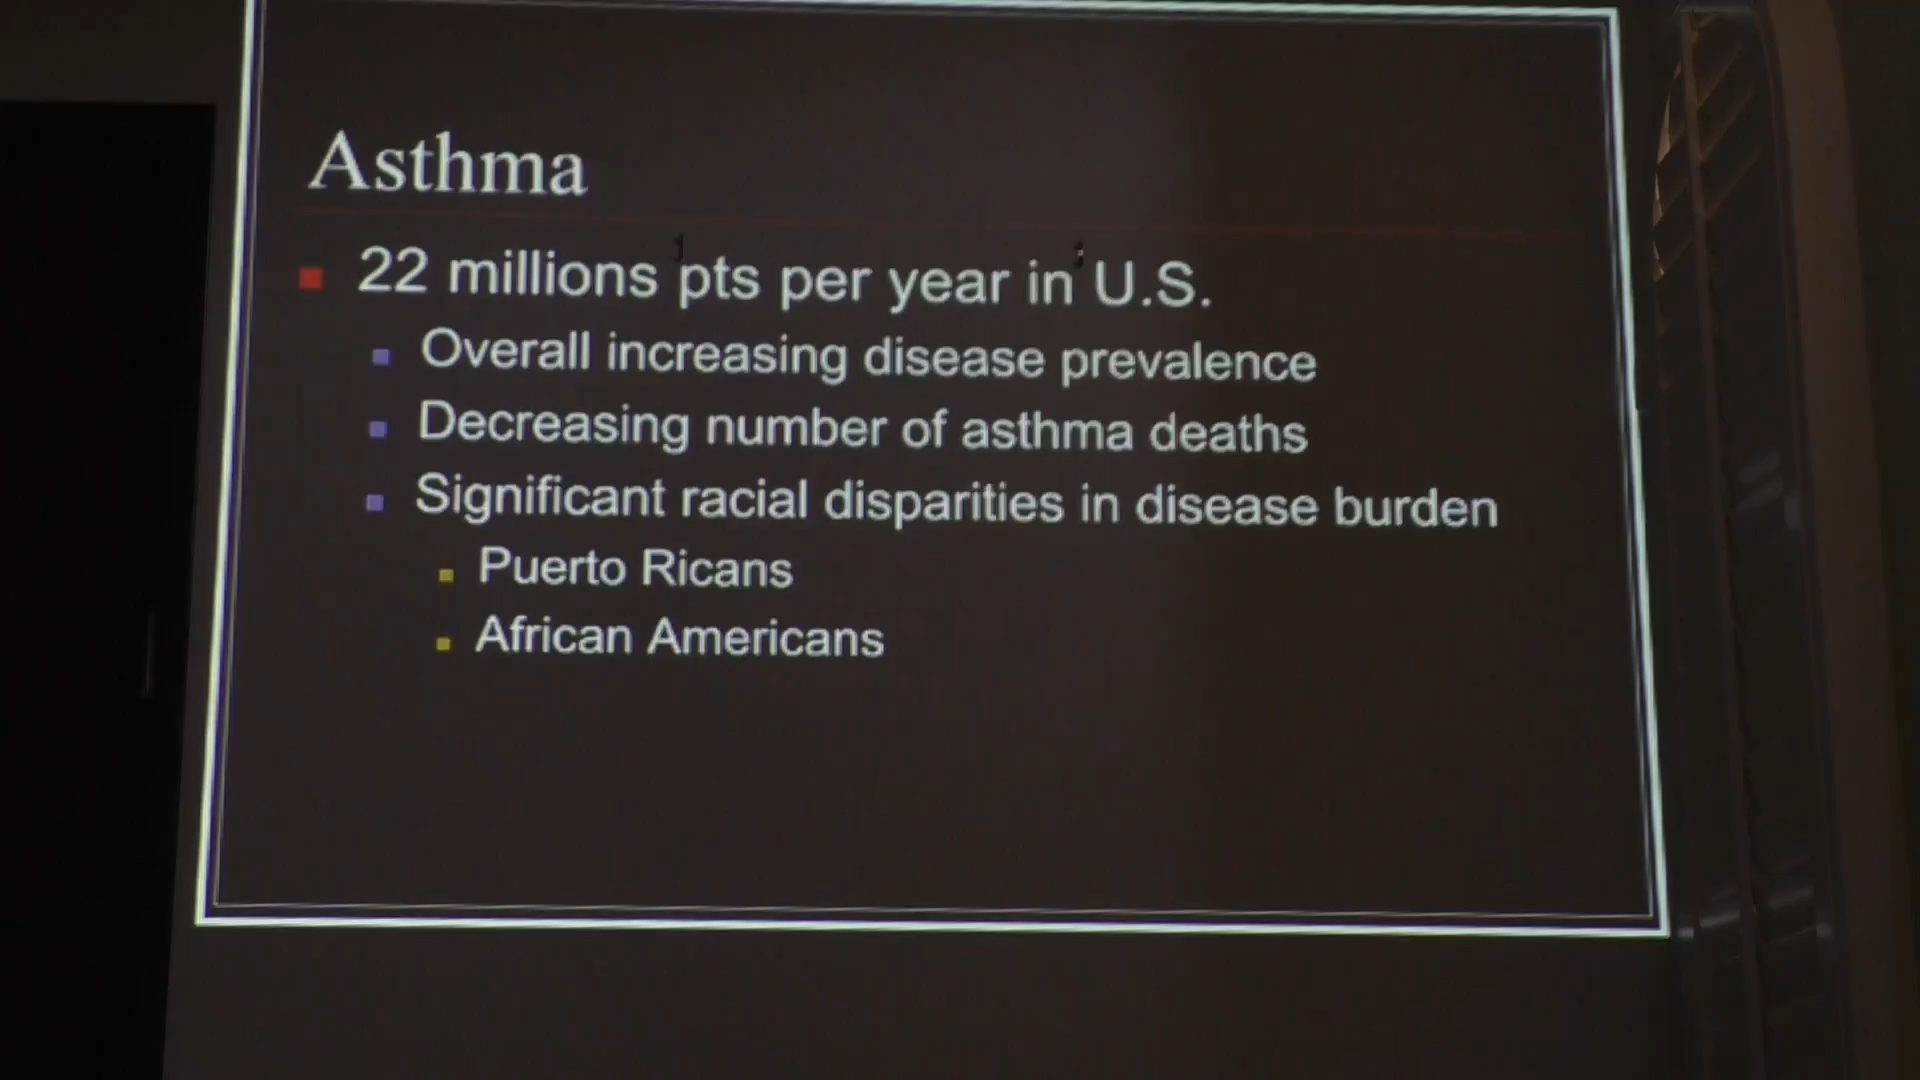 Asthma
22 millions pts per year in U.S.
Overall increasing disease prevalence
Decreasing number of asthma deaths
Significant racial disparities in disease burden
Puerto Ricans
African Americans